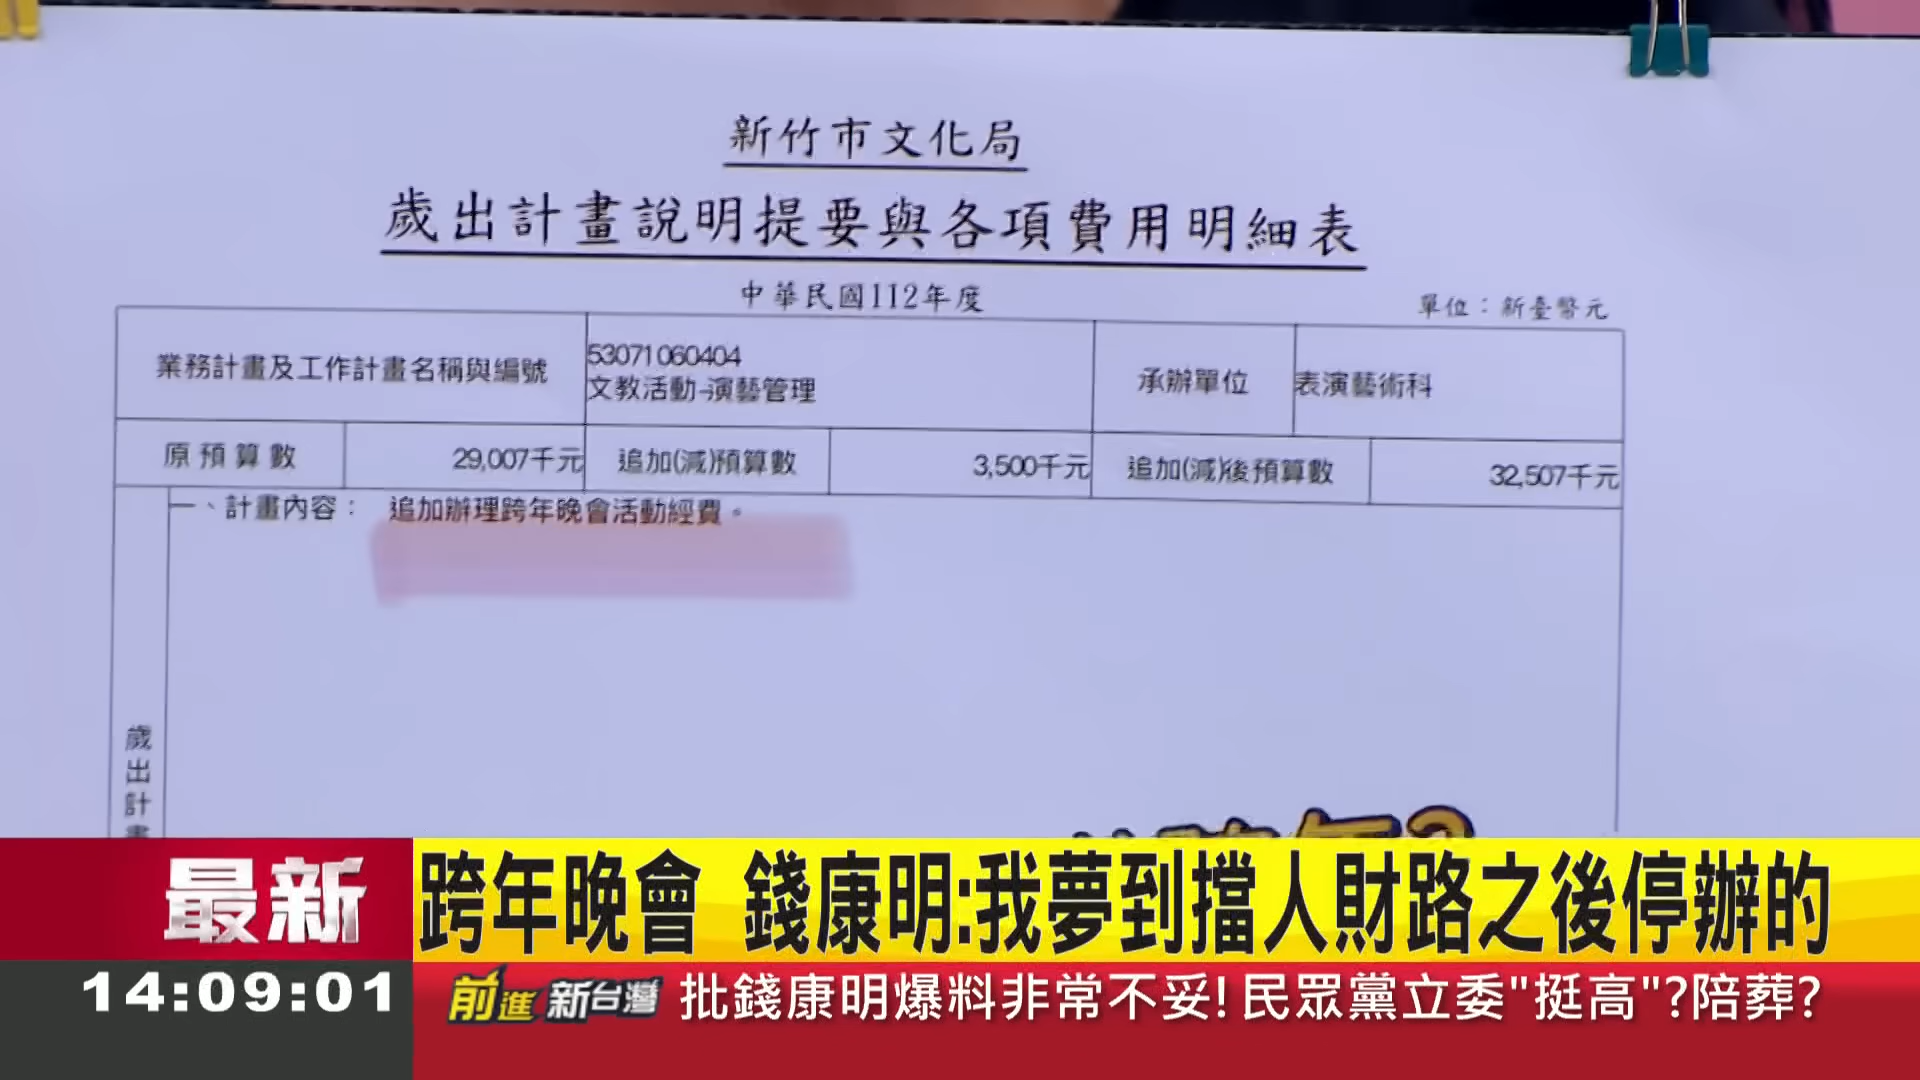 新竹市文化局
歲出計畫說明提要與各項費用明細表
中華民國112年度
單位：新臺幣元
業務計畫及工作計畫名稱與編號
53071060404
文教活動-演藝管理
承辦單位
表演藝術科
原預算數
29,007千元
追加(減)預算數
3,500千元
追加(減)後預算數
32,507千元
一、計畫內容： 追加辦理跨年晚會活動經費。
歲出計畫
最新
跨年晚會 錢康明:我夢到擋人財路之後停辦的
14:09:01
前進新台灣
批錢康明爆料非常不妥! 民眾黨立委"挺高"?陪葬?